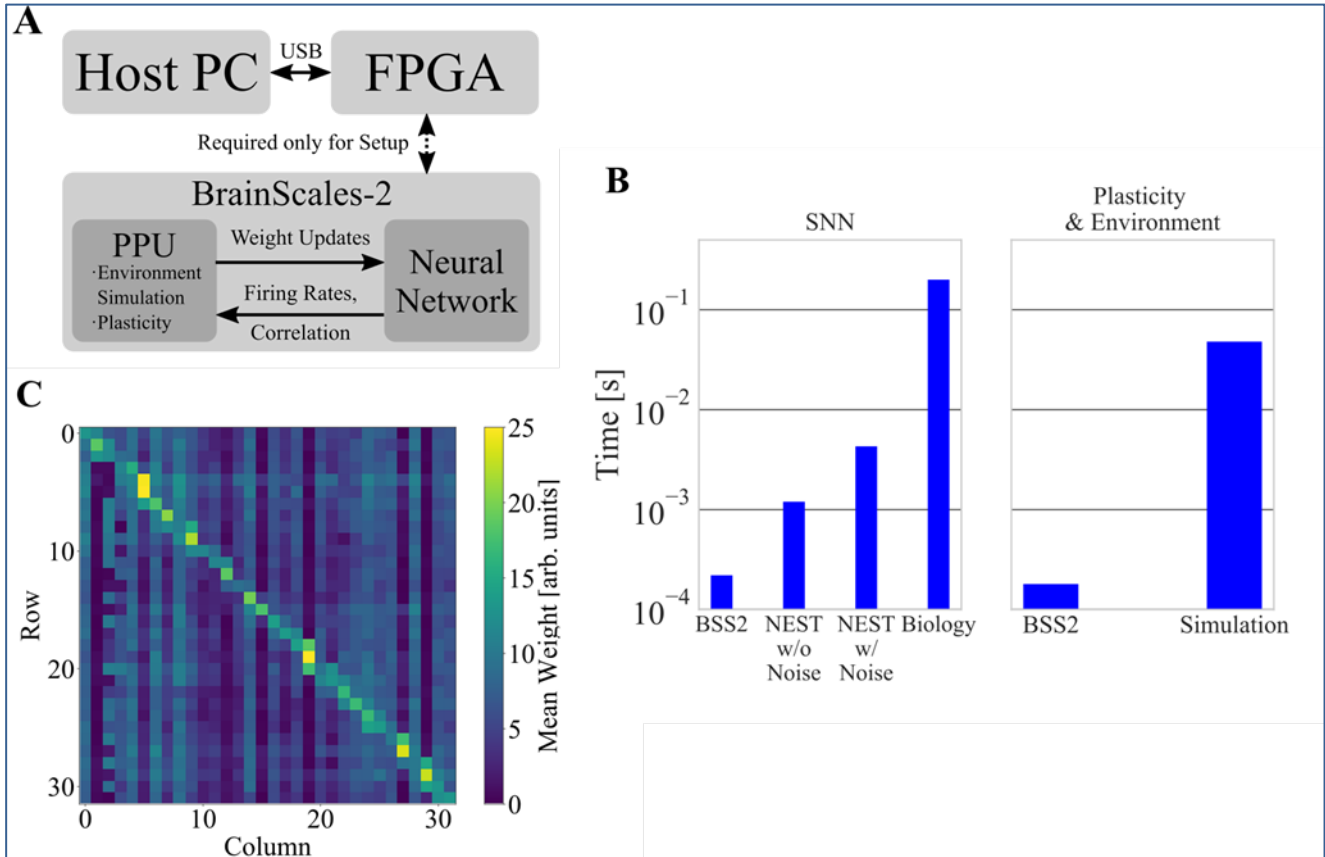 A
Host PC
USB
FPGA
Required only for Setup
BrainScales-2
PPU
·Environment
Simulation
·Plasticity
Weight Updates
Firing Rates,
Correlation
Neural
Network
B
SNN
Plasticity
& Environment
Time [s]
10⁻¹
10⁻²
10⁻³
10⁻⁴
BSS2
NEST
w/o
Noise
NEST
w/
Noise
Biology
BSS2
Simulation
C
Row
0
10
20
30
0
10
20
30
Column
25
20
15
10
5
0
Mean Weight [arb. units]